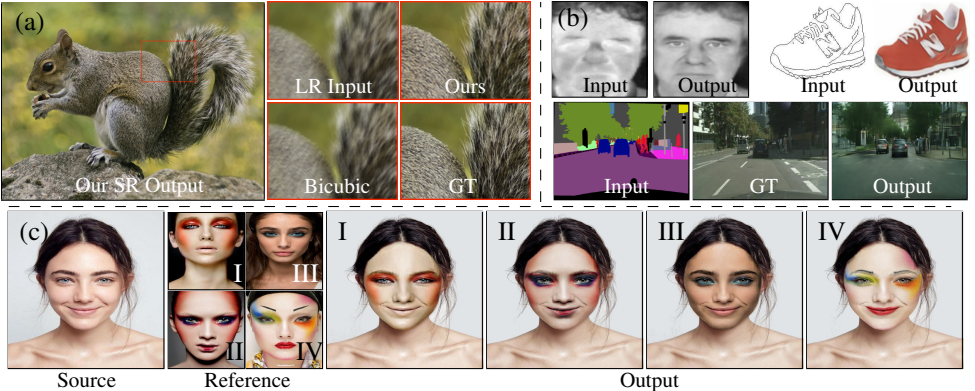 (a)
Our SR Output
LR Input
Ours
Bicubic
GT
(b)
Input
Output
Input
Output
N
N
Input
GT
Output
(c)
Source
I
III
II
IV
Reference
I
II
III
IV
Output